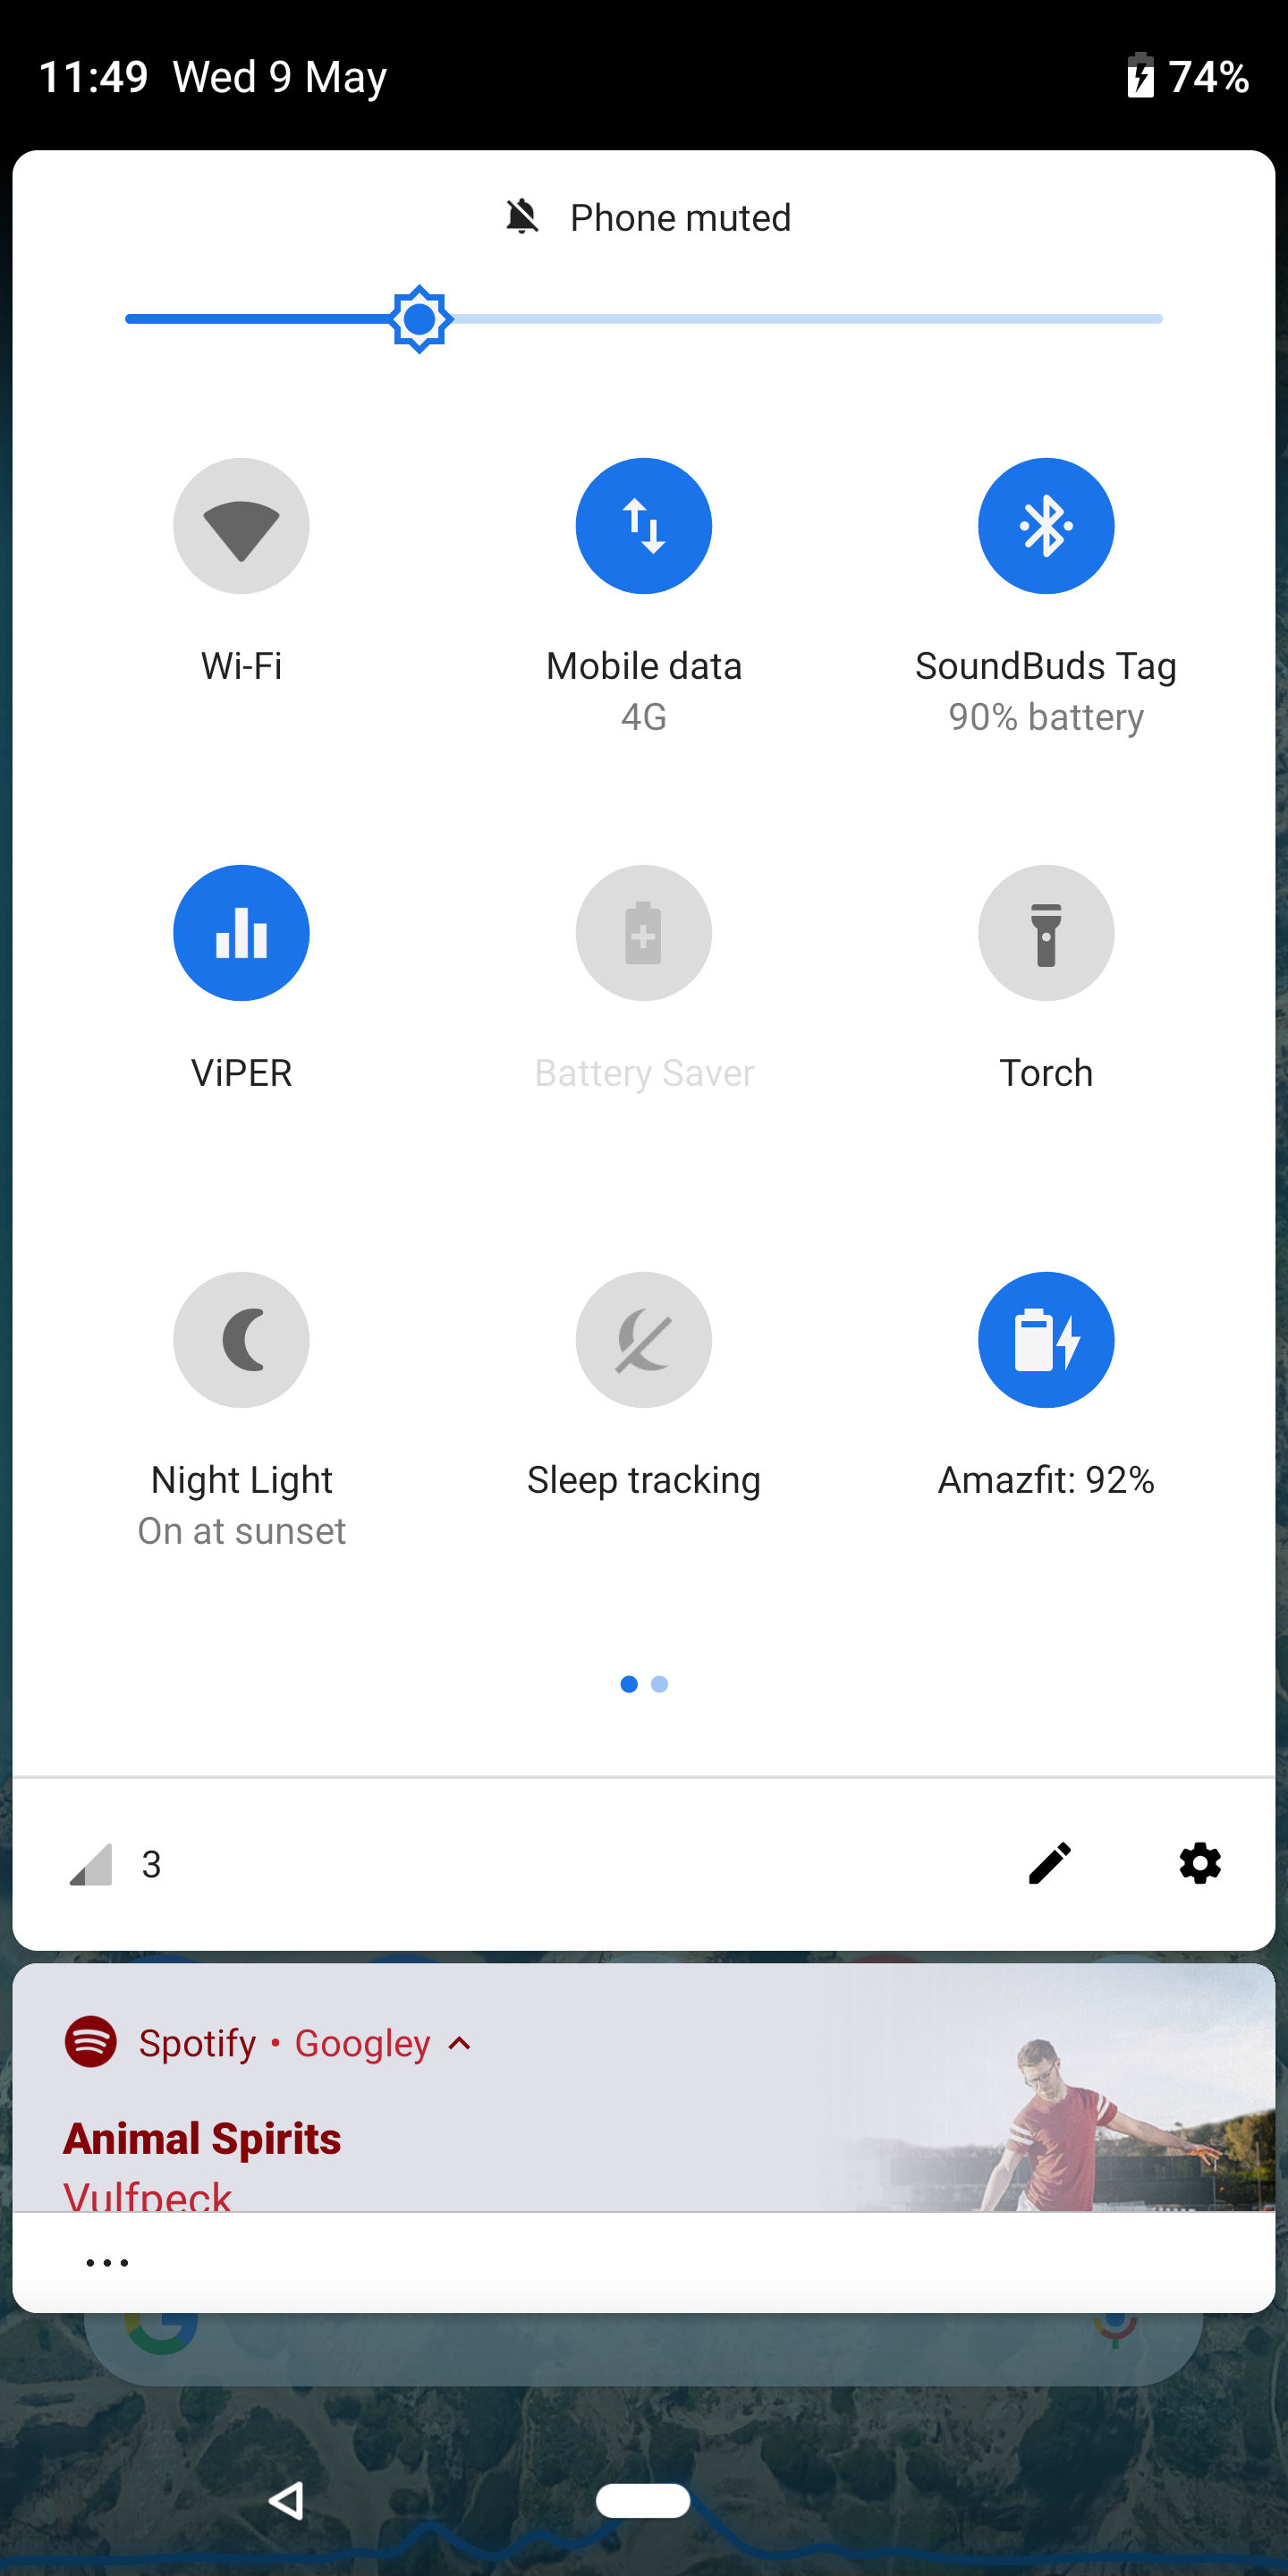 11:49 Wed 9 May 74%
Phone muted
Wi-Fi Mobile data SoundBuds Tag
4G 90% battery
ViPER Battery Saver Torch
Night Light Sleep tracking Amazfit: 92%
On at sunset
3
Spotify • Googley
Animal Spirits
Vulfpeck
...